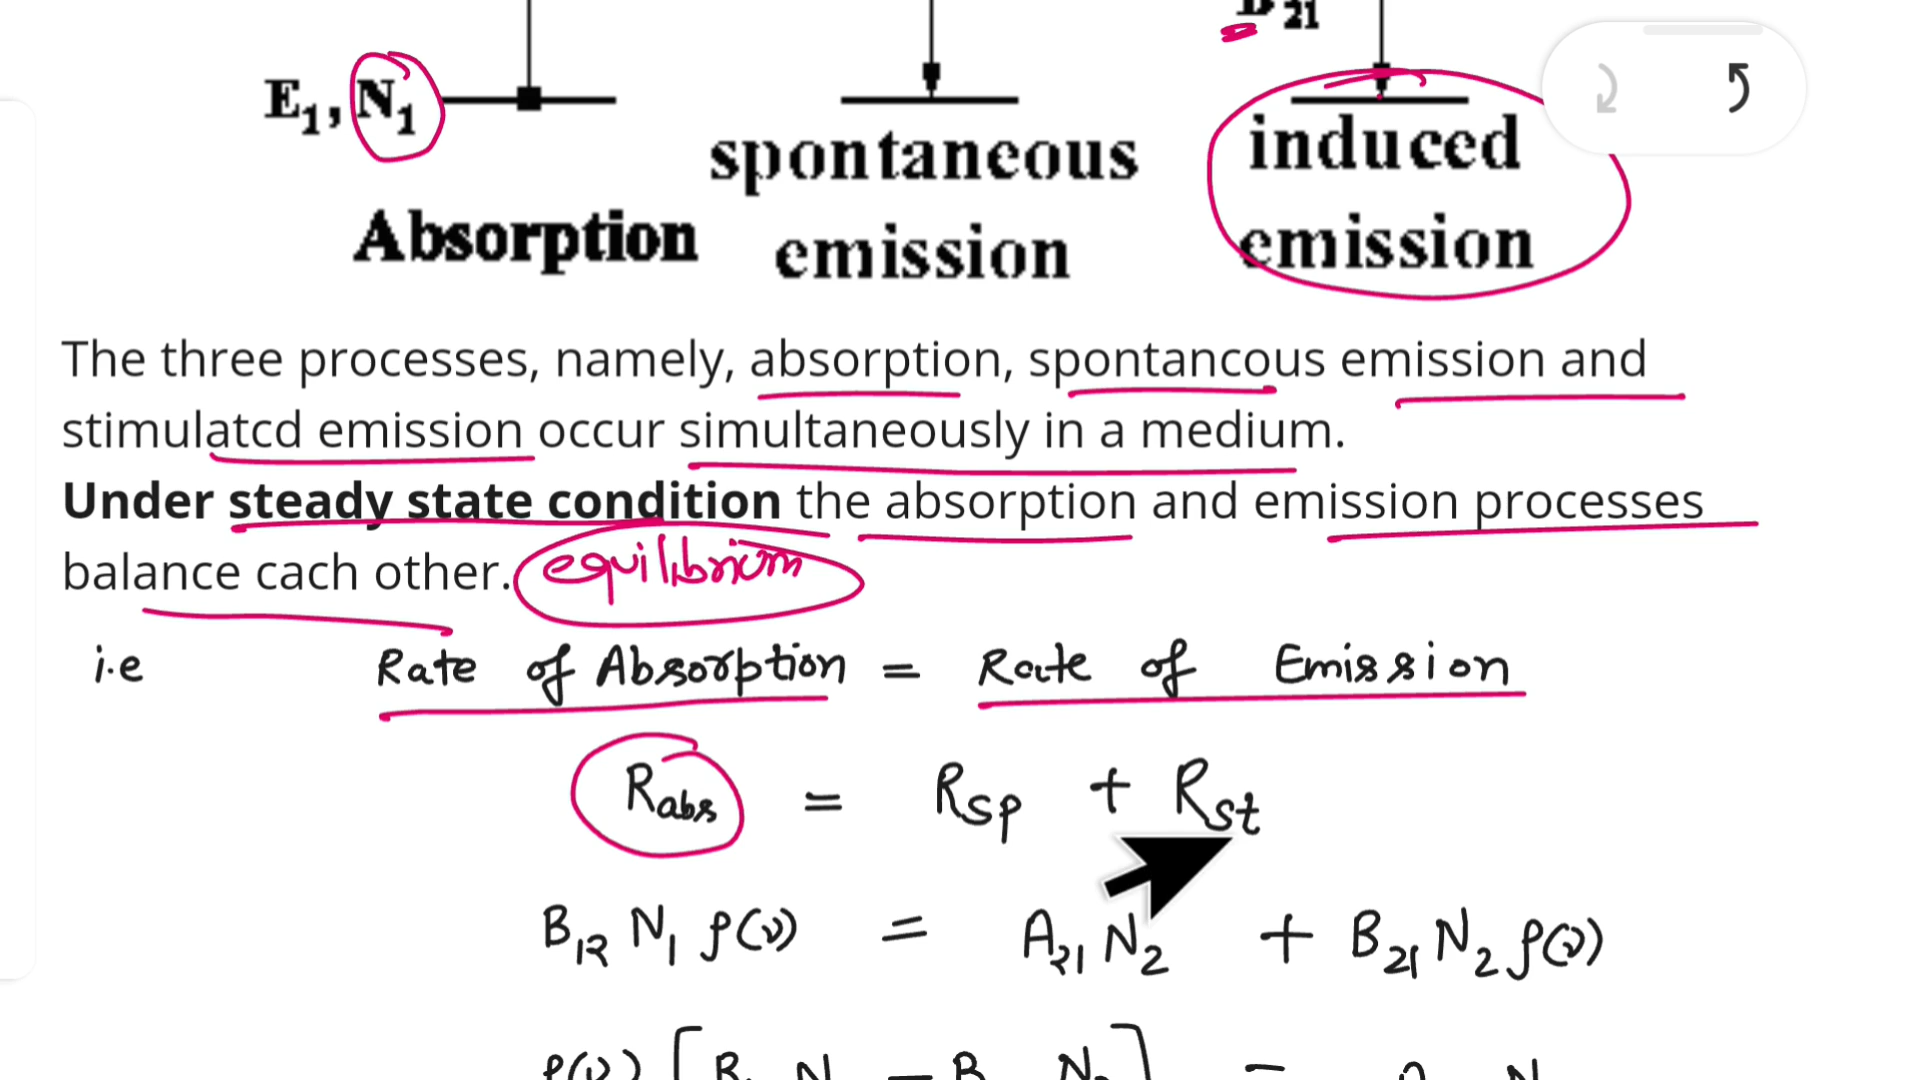 B21
E1, N1
Absorption
spontaneous
emission
induced
emission
The three processes, namely, absorption, spontancous emission and
stimulatcd emission occur simultaneously in a medium.
Under steady state condition the absorption and emission processes
balance cach other. equilibrium
i.e Rate of Absorption = Rate of Emission
Rabs = Rsp + Rst
B12 N1 ρ(ν) = A21 N2 + B21 N2 ρ(ν)